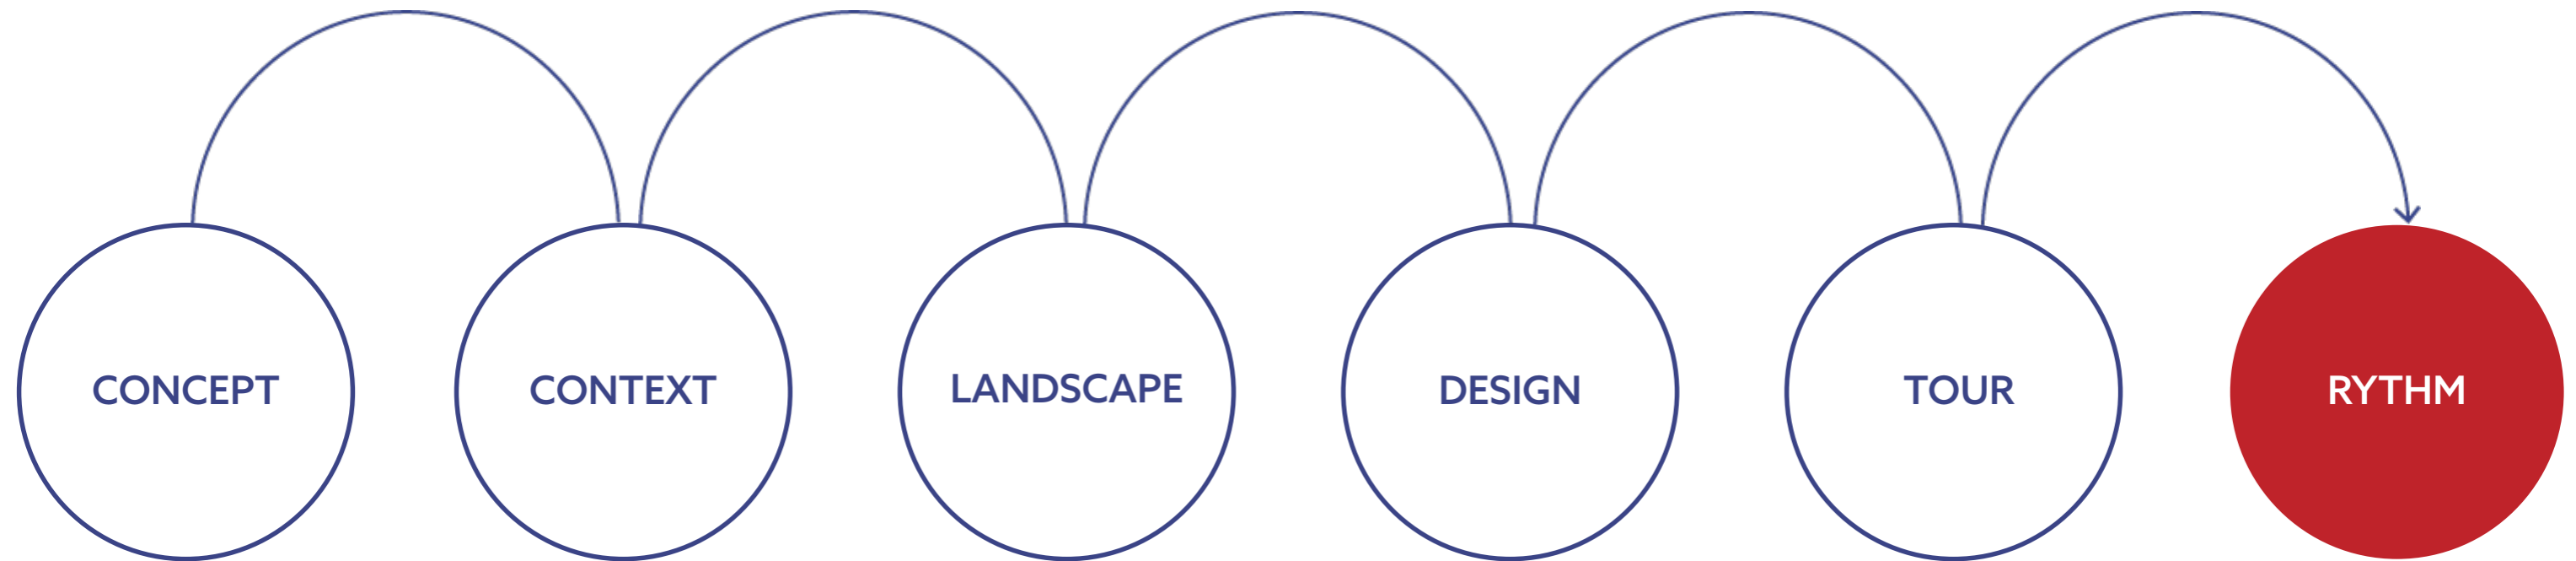 CONCEPT
CONTEXT
LANDSCAPE
DESIGN
TOUR
RYTHM